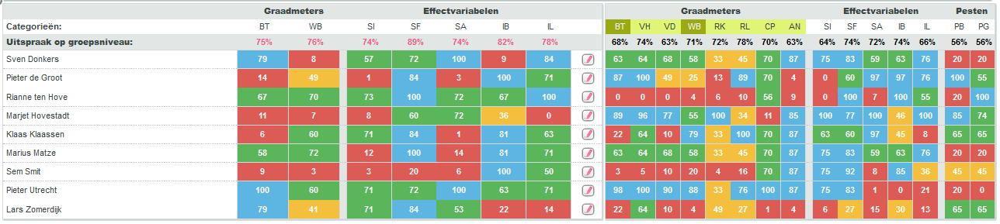 Graadmeters Effectvariabelen Graadmeters Effectvariabelen Pesten
Categorieën: BT WB SI SF SA IB IL BT VH VD WB RK RL CP AN SI SF SA IB IL PB PG
Uitspraak op groepsniveau: 75% 76% 74% 89% 74% 82% 78% 68% 74% 63% 71% 72% 78% 70% 63% 64% 74% 72% 74% 66% 56% 56%
Sven Donkers 79 8 57 72 100 9 84 63 64 68 58 33 45 70 87 75 83 59 63 76 20 20
Pieter de Groot 14 49 1 84 3 100 71 87 100 49 25 13 89 70 4 0 60 97 97 76 100 55
Rianne ten Hove 67 70 73 100 72 67 100 0 0 0 4 6 10 56 9 0 100 7 100 55 20 100
Marjet Hovestadt 11 7 8 60 72 36 0 89 96 77 55 100 34 11 85 100 77 100 46 100 85 74
Klaas Klaassen 6 60 71 84 1 81 63 22 64 10 79 33 100 70 87 63 60 97 45 8 65 65
Marius Matze 58 72 12 100 14 81 71 63 64 68 58 33 45 70 87 75 83 59 63 76 20 20
Sem Smit 9 3 3 20 6 100 50 3 5 10 20 4 16 70 87 75 92 8 85 36 45 45
Pieter Utrecht 100 60 71 72 100 63 71 98 100 90 88 33 76 100 87 75 83 1 0 21 20 0
Lars Zomerdijk 79 41 71 84 53 22 14 22 64 10 4 49 27 1 4 6 27 15 30 13 65 65